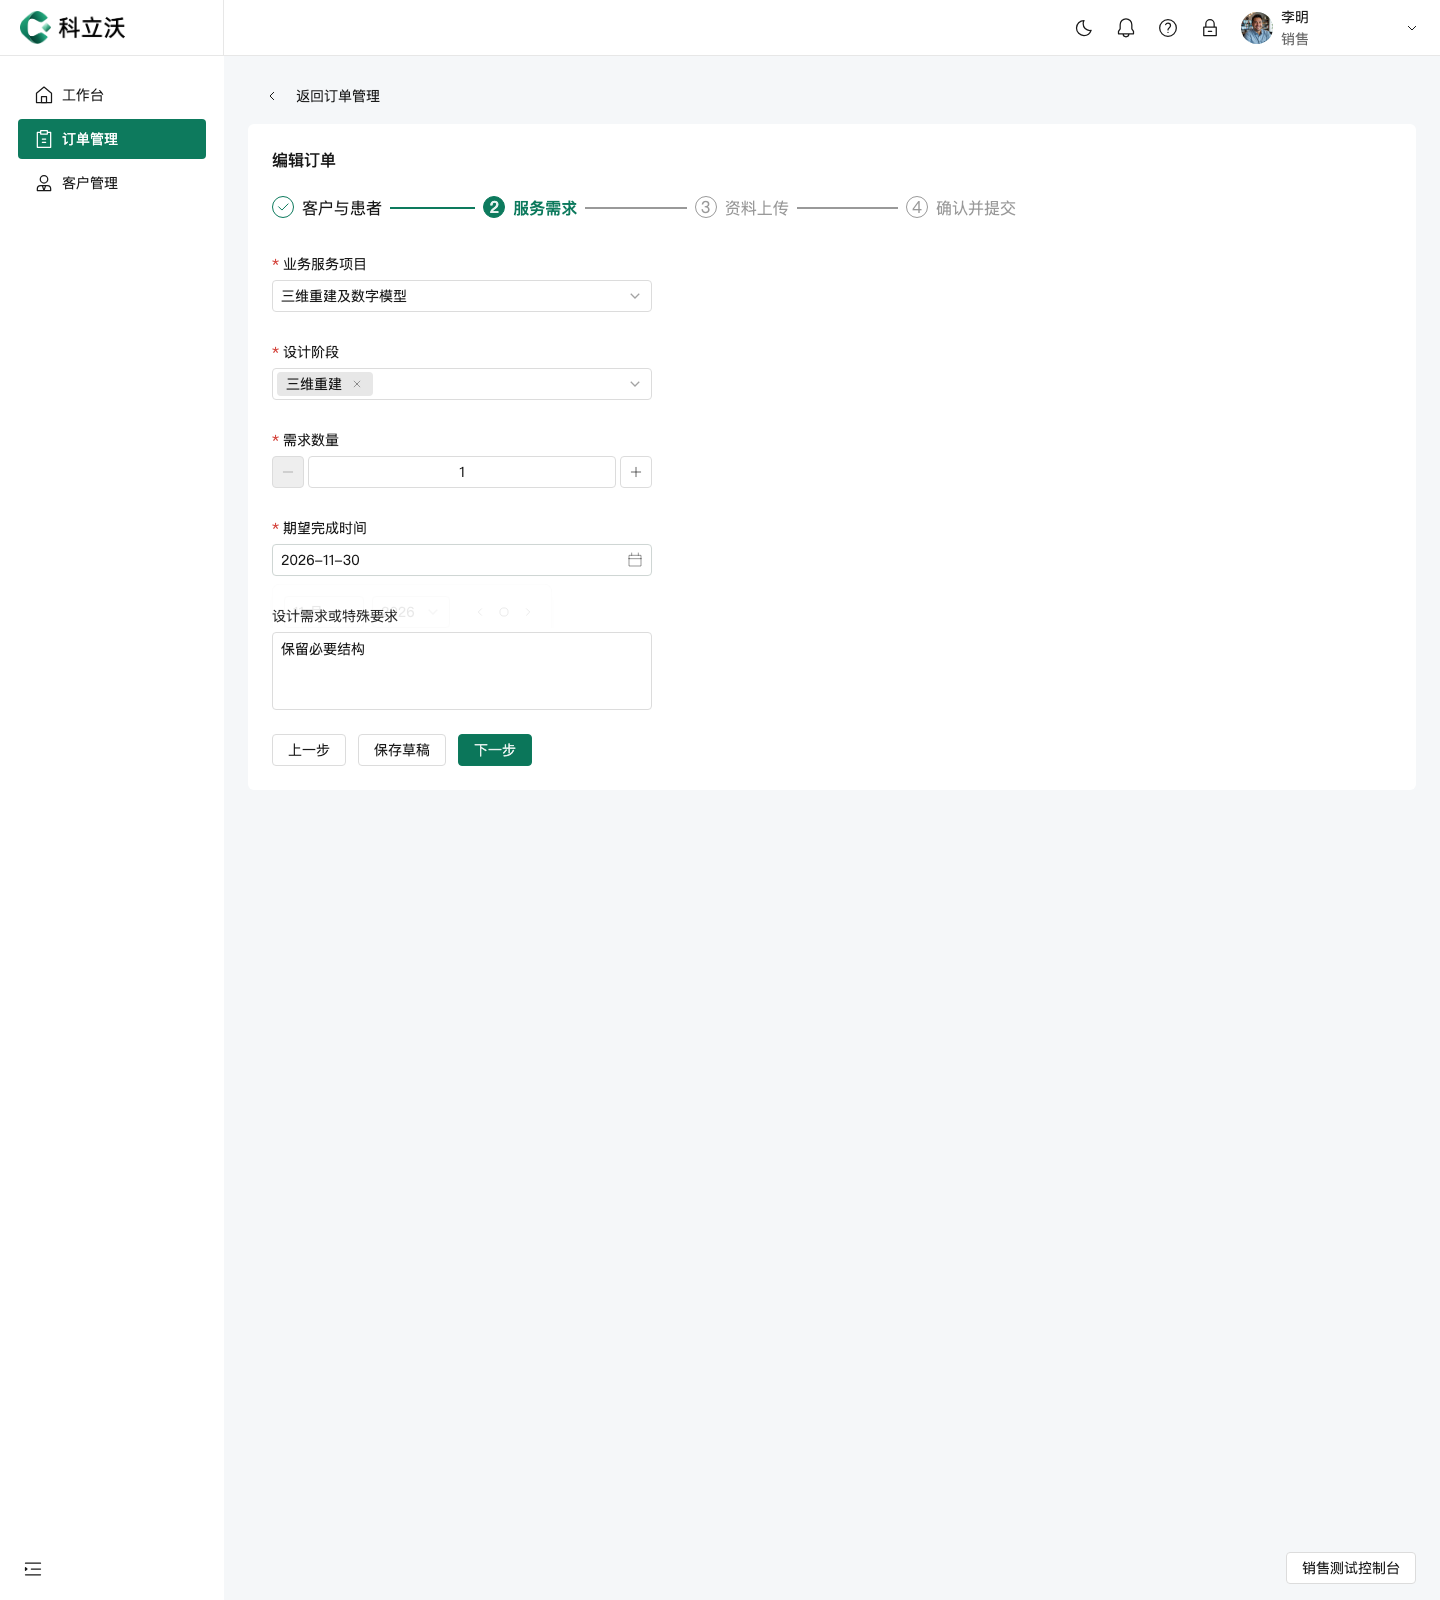 科立沃
李明
销售
工作台
订单管理
客户管理
返回订单管理
编辑订单
客户与患者
2 服务需求
3 资料上传
4 确认并提交
* 业务服务项目
三维重建及数字模型
* 设计阶段
三维重建
* 需求数量
1
* 期望完成时间
2026-11-30
设计需求或特殊要求
保留必要结构
上一步
保存草稿
下一步
销售测试控制台